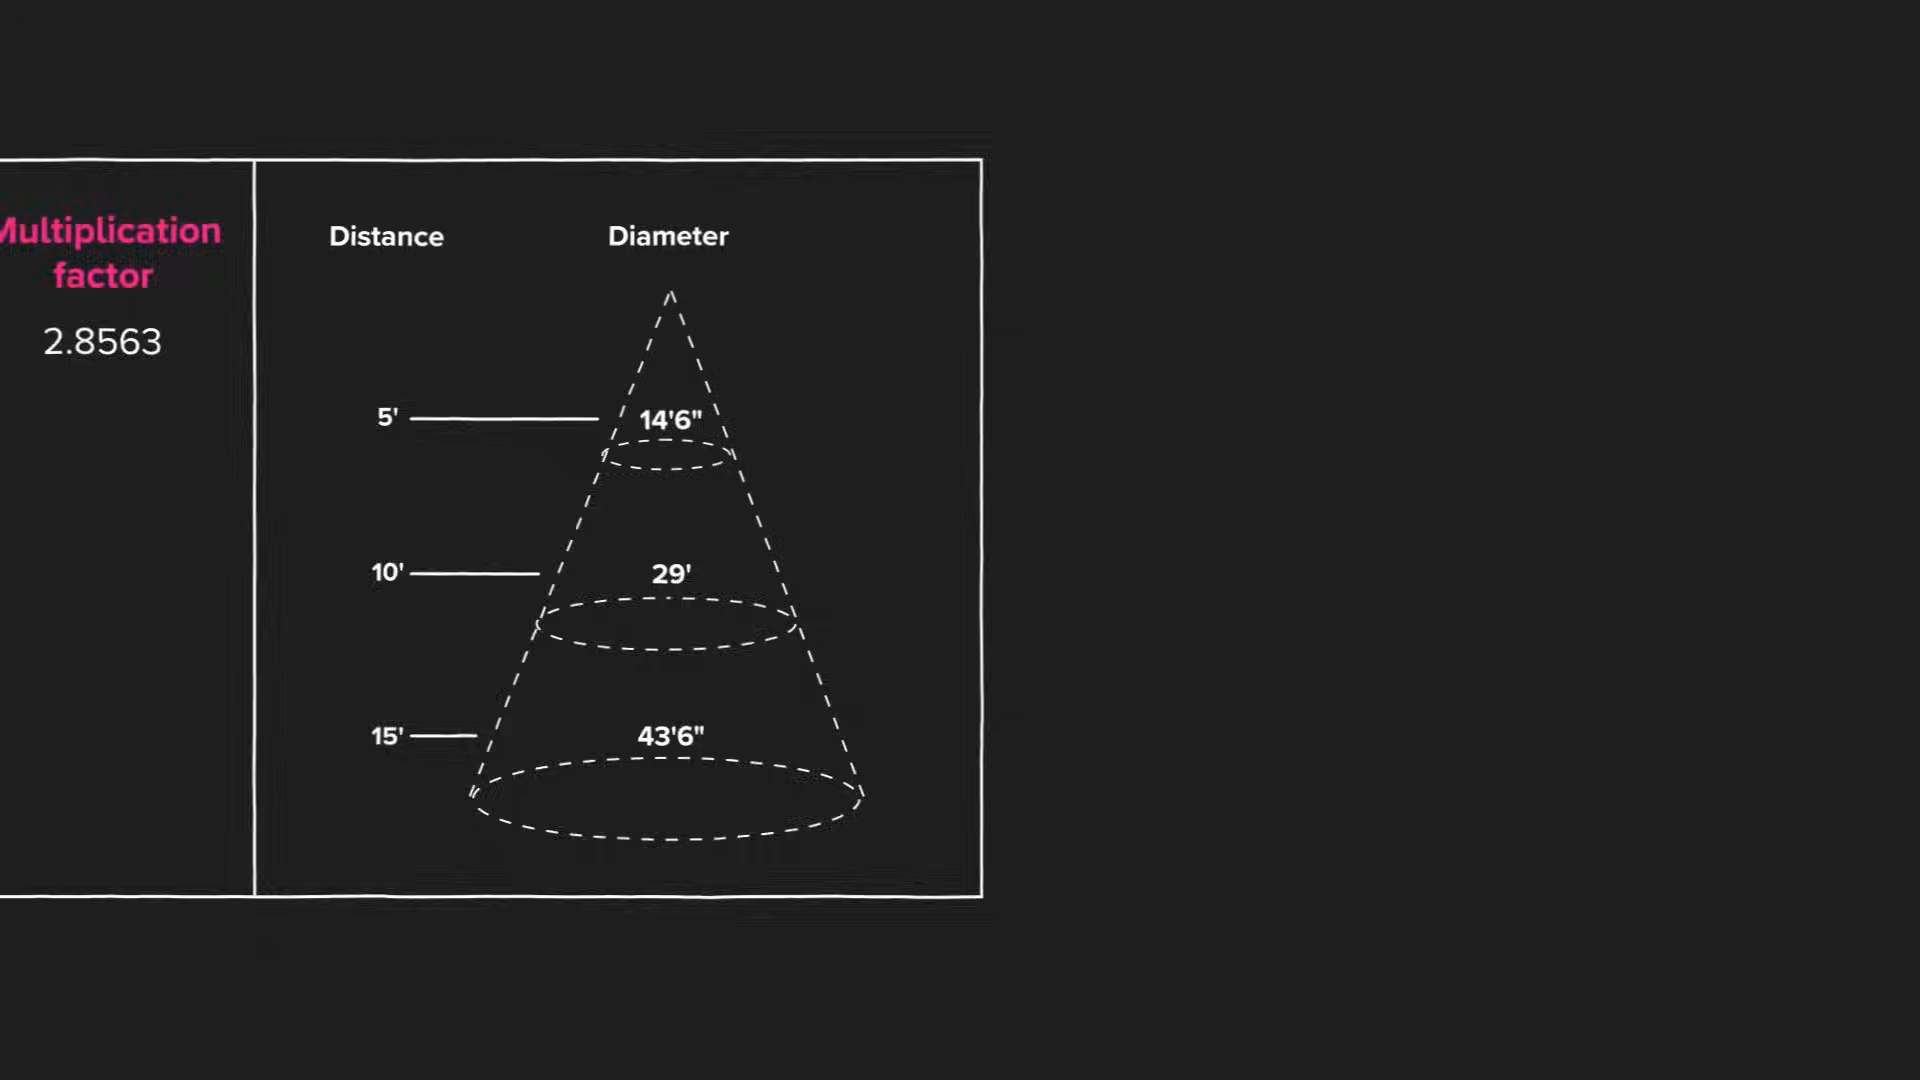 Multiplication
factor
2.8563
Distance Diameter
5' 14'6"
10' 29'
15' 43'6"